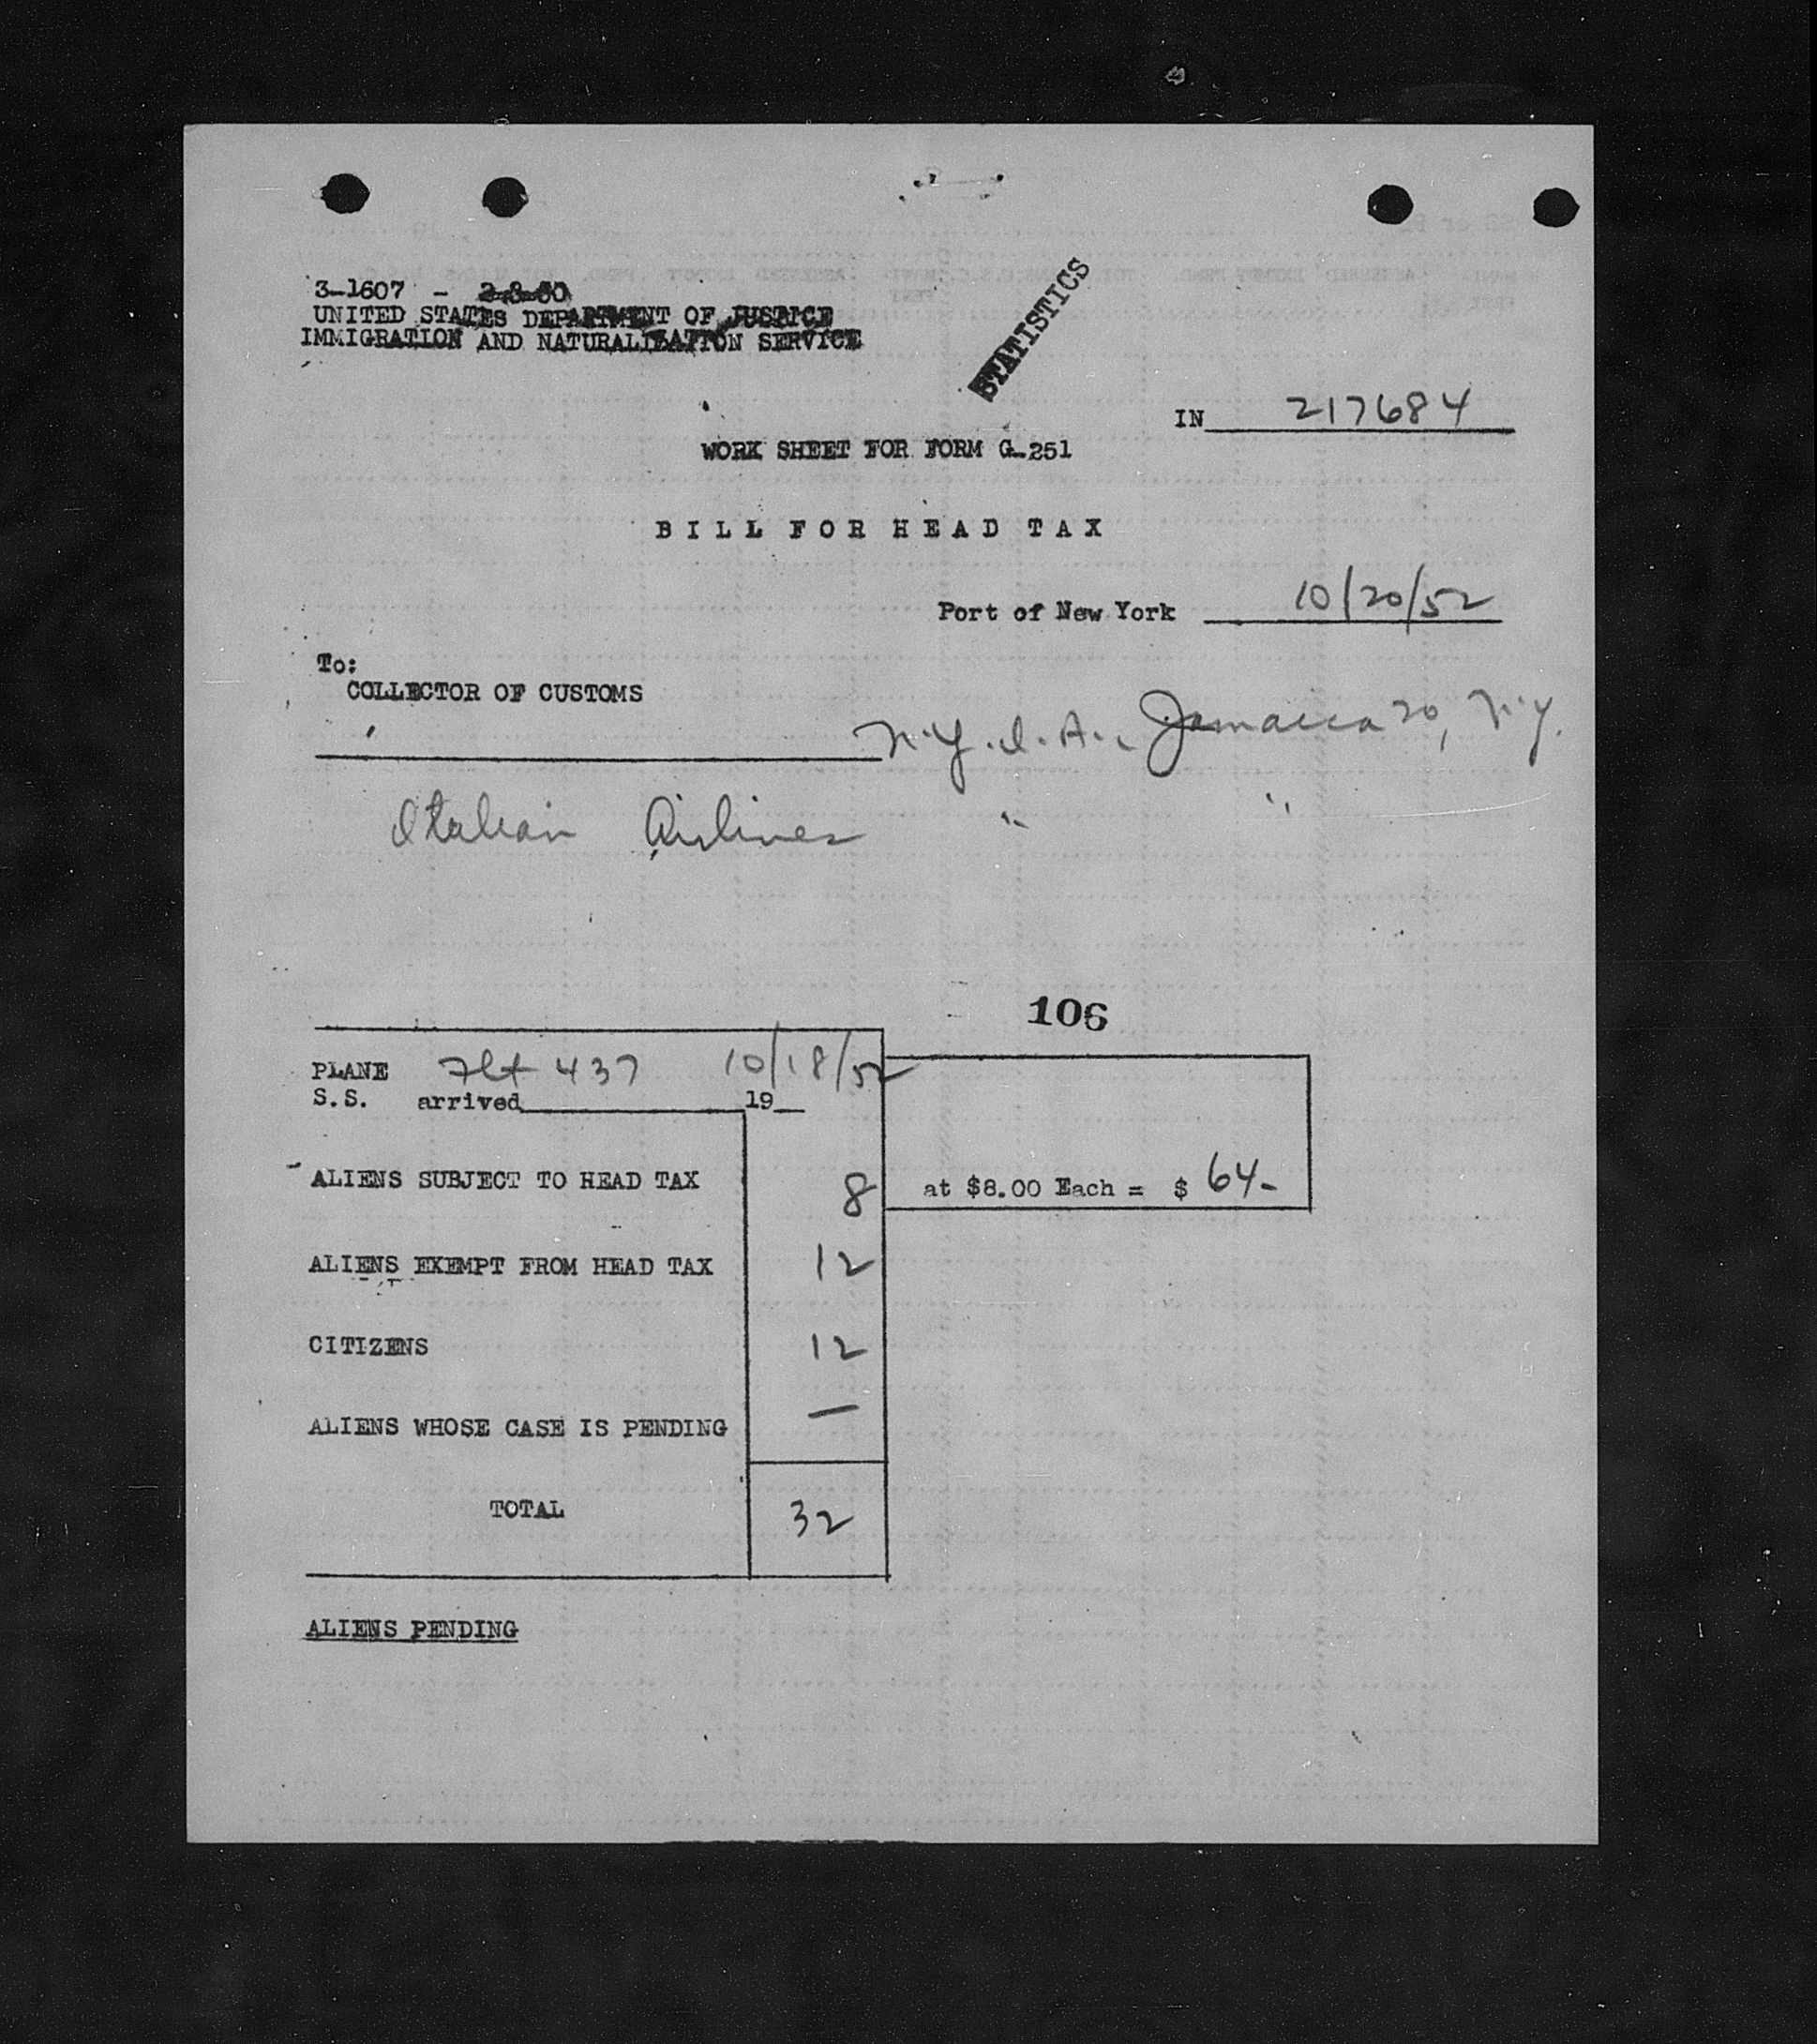 3-1607 - 2-8-50
UNITED STATES DEPARTMENT OF JUSTICE
IMMIGRATION AND NATURALIZATION SERVICE
STATISTICS
IN 217684
WORK SHEET FOR FORM G-251
BILL FOR HEAD TAX
Port of New York 10/20/52
To:
COLLECTOR OF CUSTOMS
N.Y.I.A., Jamaica 20, N.Y.
Italian Airlines " "
106
PLANE Flt 437 10/18/52
S.S. arrived 19
ALIENS SUBJECT TO HEAD TAX 8 at $8.00 Each = $ 64-
ALIENS EXEMPT FROM HEAD TAX 12
CITIZENS 12
ALIENS WHOSE CASE IS PENDING —
TOTAL 32
ALIENS PENDING